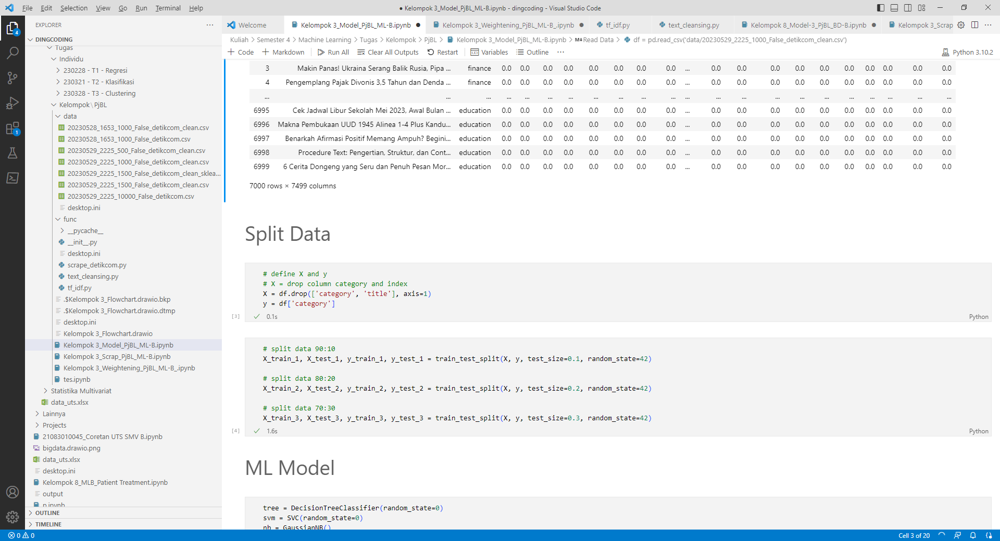 File Edit Selection View Go Run Terminal Help
● Kelompok 3_Model_PjBL_ML-B.ipynb - dingcoding - Visual Studio Code
EXPLORER
DINGCODING
Tugas
Individu
230228 - T1 - Regresi
230321 - T2 - Klasifikasi
230328 - T3 - Clustering
Kelompok\PjBL
data
20230528_1653_1000_False_detikcom_clean.csv
20230528_1653_1000_False_detikcom.csv
20230529_2225_500_False_detikcom_clean.csv
20230529_2225_1000_False_detikcom_clean.csv
20230529_2225_1500_False_detikcom_clean_sklea...
20230529_2225_1500_False_detikcom_clean.csv
20230529_2225_10000_False_detikcom.csv
desktop.ini
func
__pycache__
__init__.py
desktop.ini
scrape_detikcom.py
text_cleansing.py
tf_idf.py
.$Kelompok 3_Flowchart.drawio.bkp
.$Kelompok 3_Flowchart.drawio.dtmp
desktop.ini
Kelompok 3_Flowchart.drawio
Kelompok 3_Model_PjBL_ML-B.ipynb
Kelompok 3_Scrap_PjBL_ML-B.ipynb
Kelompok 3_Weightening_PjBL_ML-B_.ipynb
tes.ipynb
Statistika Multivariat
data_uts.xlsx
Lainnya
Projects
21083010045_Coretan UTS SMV B.ipynb
bigdata.drawio.png
data_uts.xlsx
desktop.ini
Kelompok 8_MLB_Patient Treatment.ipynb
output
n.ipynb
OUTLINE
TIMELINE
4
1
Welcome Kelompok 3_Model_PjBL_ML-B.ipynb ● Kelompok 3_Weightening_PjBL_ML-B_.ipynb ● tf_idf.py text_cleansing.py Kelompok 8_Model-3_PjBL_BD-B.ipynb ● Kelompok 3_Scrap
Kuliah > Semester 4 > Machine Learning > Tugas > Kelompok > PjBL > Kelompok 3_Model_PjBL_ML-B.ipynb > M↓Read Data > df = pd.read_csv('data/20230529_2225_1000_False_detikcom_clean.csv')
+ Code + Markdown Run All Clear All Outputs Restart Variables Outline ... Python 3.10.2
3 Makin Panas! Ukraina Serang Balik Rusia, Pipa ... finance 0.0 0.0 0.0 0.0 0.0 0.0 0.0 0.0 ... 0.0 0.0 0.0 0.0 0.0 0.0 0.0 0.0 0.0 0.0
4 Pengemplang Pajak Divonis 3,5 Tahun dan Denda ... finance 0.0 0.0 0.0 0.0 0.0 0.0 0.0 0.0 ... 0.0 0.0 0.0 0.0 0.0 0.0 0.0 0.0 0.0 0.0
... ... ... ... ... ... ... ... ... ... ... ... ... ... ... ... ... ... ... ... ... ...
6995 Cek Jadwal Libur Sekolah Mei 2023, Awal Bulan ... education 0.0 0.0 0.0 0.0 0.0 0.0 0.0 0.0 ... 0.0 0.0 0.0 0.0 0.0 0.0 0.0 0.0 0.0 0.0
6996 Makna Pembukaan UUD 1945 Alinea 1-4 Plus Kandu... education 0.0 0.0 0.0 0.0 0.0 0.0 0.0 0.0 ... 0.0 0.0 0.0 0.0 0.0 0.0 0.0 0.0 0.0 0.0
6997 Benarkah Afirmasi Positif Memang Ampuh? Begini... education 0.0 0.0 0.0 0.0 0.0 0.0 0.0 0.0 ... 0.0 0.0 0.0 0.0 0.0 0.0 0.0 0.0 0.0 0.0
6998 Procedure Text: Pengertian, Struktur, dan Cont... education 0.0 0.0 0.0 0.0 0.0 0.0 0.0 0.0 ... 0.0 0.0 0.0 0.0 0.0 0.0 0.0 0.0 0.0 0.0
6999 6 Cerita Dongeng yang Seru dan Penuh Pesan Mor... education 0.0 0.0 0.0 0.0 0.0 0.0 0.0 0.0 ... 0.0 0.0 0.0 0.0 0.0 0.0 0.0 0.0 0.0 0.0
7000 rows × 7499 columns
Split Data
# define X and y
# X = drop column category and index
X = df.drop(['category', 'title'], axis=1)
y = df['category']
[3] ✓ 0.1s Python
# split data 90:10
X_train_1, X_test_1, y_train_1, y_test_1 = train_test_split(X, y, test_size=0.1, random_state=42)
# split data 80:20
X_train_2, X_test_2, y_train_2, y_test_2 = train_test_split(X, y, test_size=0.2, random_state=42)
# split data 70:30
X_train_3, X_test_3, y_train_3, y_test_3 = train_test_split(X, y, test_size=0.3, random_state=42)
[4] ✓ 1.6s Python
ML Model
tree = DecisionTreeClassifier(random_state=0)
svm = SVC(random_state=0)
nb = GaussianNB()
0 0 Cell 3 of 20